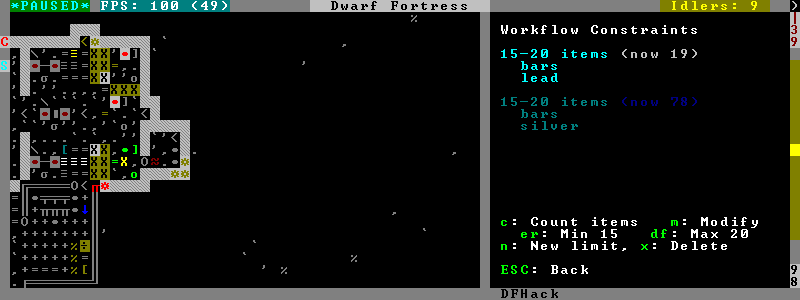 *PAUSED* FPS: 100 (49) Dwarf Fortress Idlers: 9
Workflow Constraints
15-20 items (now 19)
bars
lead
15-20 items (now 78)
bars
silver
c: Count items m: Modify
er: Min 15 df: Max 20
n: New limit, x: Delete
ESC: Back
DFHack